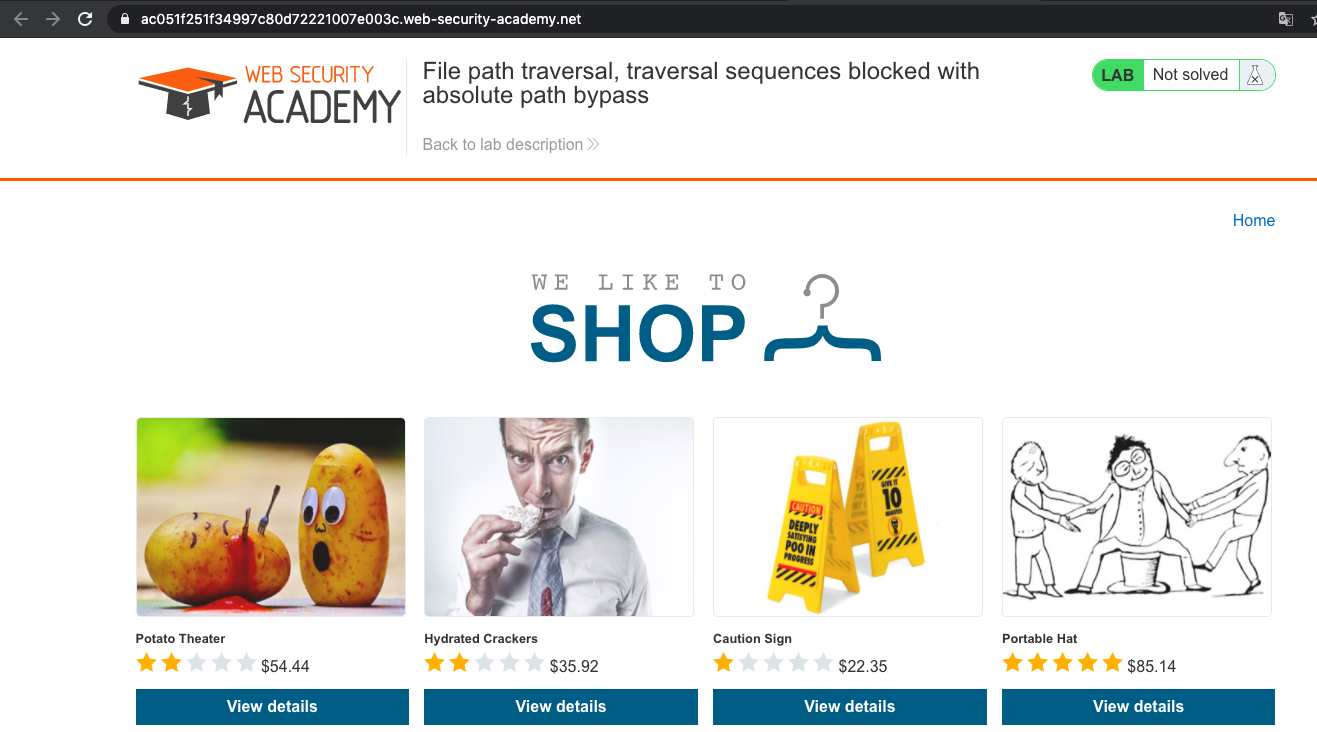 ac051f251f34997c80d72221007e003c.web-security-academy.net
WEB SECURITY
ACADEMY
File path traversal, traversal sequences blocked with
absolute path bypass
LAB Not solved
Back to lab description
Home
WE LIKE TO
SHOP
CAUTION
DEEPLY
SATISFYING
POO IN
PROGRESS
GIVE IT
10
MINUTES
Potato Theater
Hydrated Crackers
Caution Sign
Portable Hat
$54.44
$35.92
$22.35
$85.14
View details
View details
View details
View details